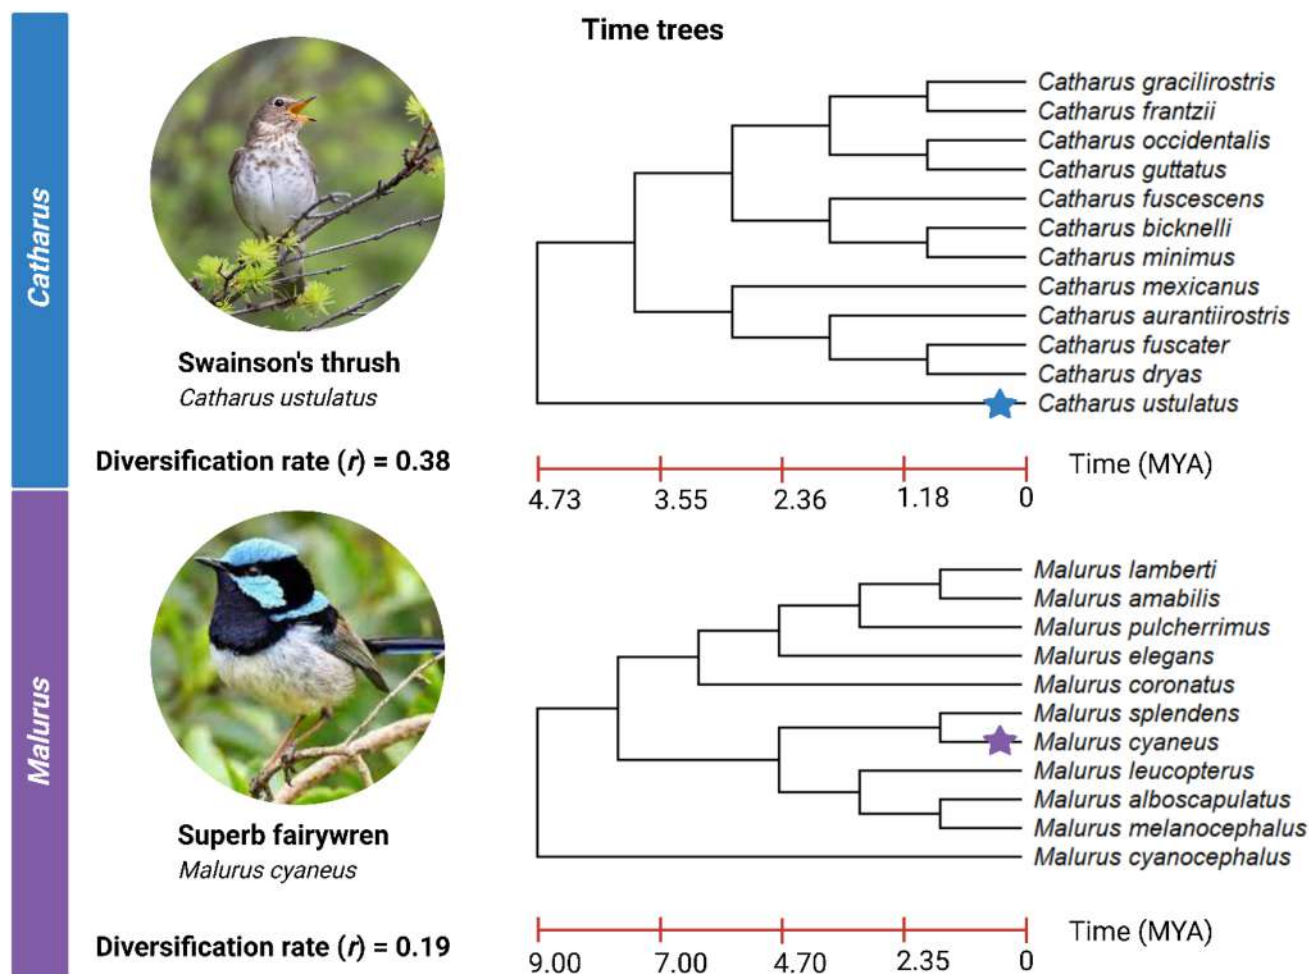 Time trees
Catharus
Swainson's thrush
Catharus ustulatus
Diversification rate (r) = 0.38
Catharus gracilirostris
Catharus frantzii
Catharus occidentalis
Catharus guttatus
Catharus fuscescens
Catharus bicknelli
Catharus minimus
Catharus mexicanus
Catharus aurantiirostris
Catharus fuscater
Catharus dryas
Catharus ustulatus
4.73 3.55 2.36 1.18 0 Time (MYA)
Malurus
Superb fairywren
Malurus cyaneus
Diversification rate (r) = 0.19
Malurus lamberti
Malurus amabilis
Malurus pulcherrimus
Malurus elegans
Malurus coronatus
Malurus splendens
Malurus cyaneus
Malurus leucopterus
Malurus alboscapulatus
Malurus melanocephalus
Malurus cyanocephalus
9.00 7.00 4.70 2.35 0 Time (MYA)